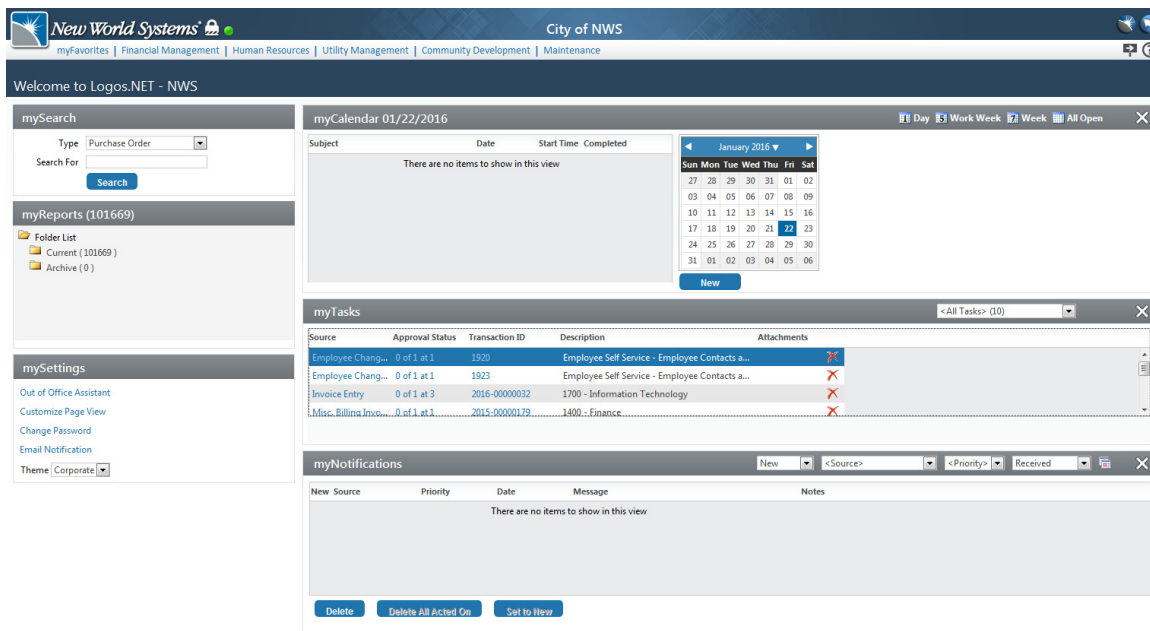 New World Systems
City of NWS
myFavorites | Financial Management | Human Resources | Utility Management | Community Development | Maintenance
Welcome to Logos.NET - NWS
mySearch
Type Purchase Order
Search For
Search
myReports (101669)
Folder List
Current ( 101669 )
Archive ( 0 )
mySettings
Out of Office Assistant
Customize Page View
Change Password
Email Notification
Theme Corporate
myCalendar 01/22/2016
1 Day 5 Work Week 7 Week All Open
Subject Date Start Time Completed
There are no items to show in this view
January 2016
Sun Mon Tue Wed Thu Fri Sat
27 28 29 30 31 01 02
03 04 05 06 07 08 09
10 11 12 13 14 15 16
17 18 19 20 21 22 23
24 25 26 27 28 29 30
31 01 02 03 04 05 06
New
myTasks
<All Tasks> (10)
Source Approval Status Transaction ID Description Attachments
Employee Chang... 0 of 1 at 1 1920 Employee Self Service - Employee Contacts a...
Employee Chang... 0 of 1 at 1 1923 Employee Self Service - Employee Contacts a...
Invoice Entry 0 of 1 at 3 2016-00000032 1700 - Information Technology
Misc. Billing Invo... 0 of 1 at 1 2015-00000179 1400 - Finance
myNotifications
New <Source> <Priority> Received
New Source Priority Date Message Notes
There are no items to show in this view
Delete Delete All Acted On Set to New